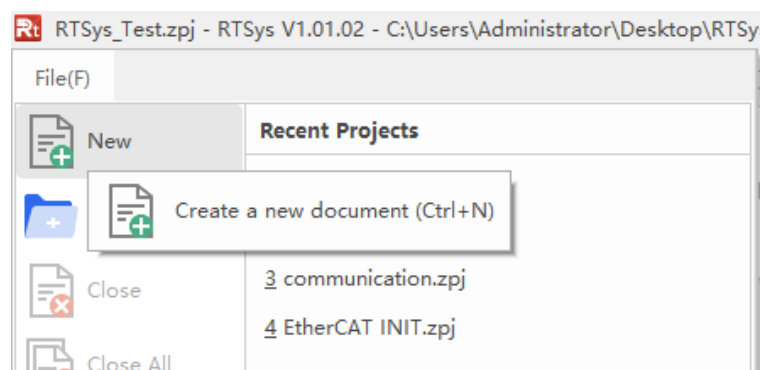 Rt RTSys_Test.zpj - RTSys V1.01.02 - C:\Users\Administrator\Desktop\RTSy
File(F)
New
Recent Projects
Create a new document (Ctrl+N)
Close
3 communication.zpj
4 EtherCAT INIT.zpj
Close All